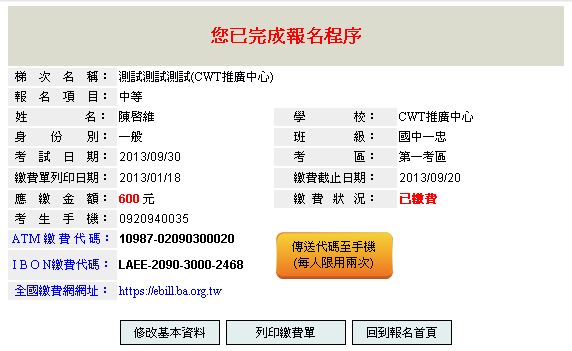 您已完成報名程序
梯次名稱： 測試測試測試(CWT推廣中心)
報名項目： 中等
姓名： 陳啓維 學校： CWT推廣中心
身份別： 一般 班級： 國中一忠
考試日期： 2013/09/30 考區： 第一考區
繳費單列印日期： 2013/01/18 繳費截止日期： 2013/09/20
應繳金額： 600 元 繳費狀況： 已繳費
考生手機： 0920940035
ATM繳費代碼： 10987-02090300020
IBON繳費代碼： LAEE-2090-3000-2468
傳送代碼至手機
(每人限用兩次)
全國繳費網網址： https://ebill.ba.org.tw
修改基本資料 列印繳費單 回到報名首頁